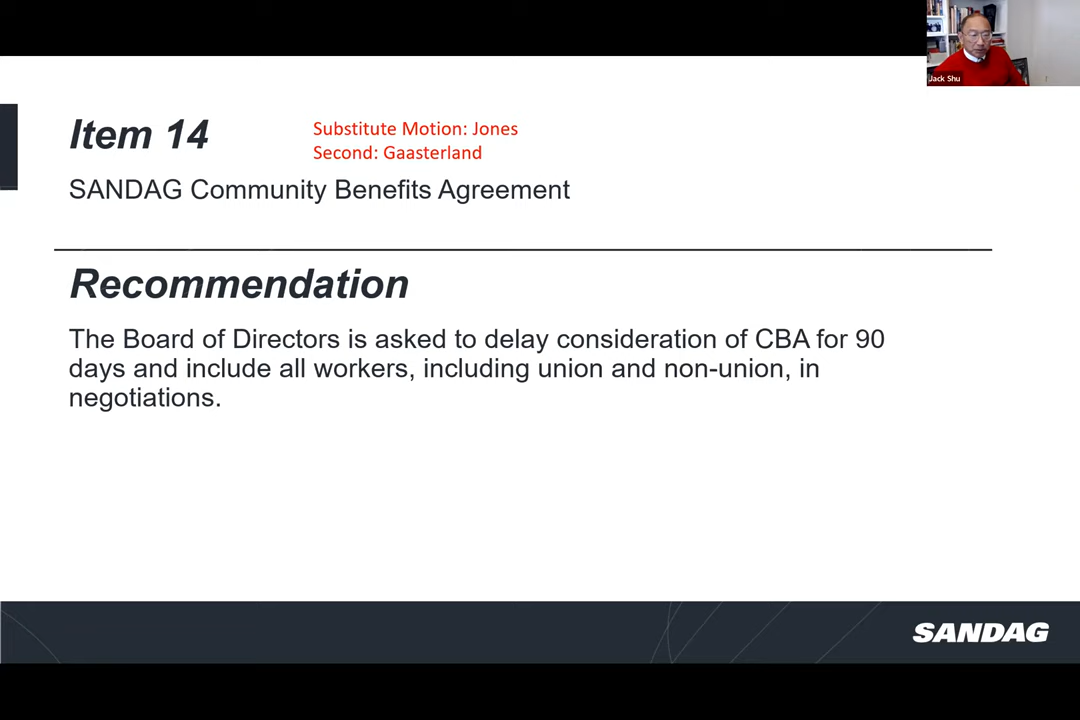 Jack Shu
Item 14
Substitute Motion: Jones
Second: Gaasterland
SANDAG Community Benefits Agreement
Recommendation
The Board of Directors is asked to delay consideration of CBA for 90
days and include all workers, including union and non-union, in
negotiations.
SANDAG